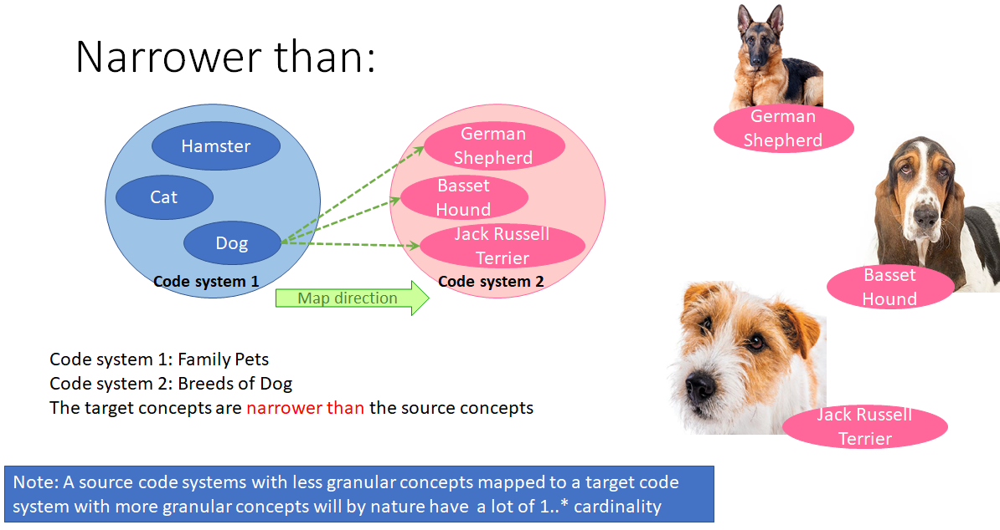 Narrower than:
Hamster
Cat
Dog
Code system 1
German
Shepherd
Basset
Hound
Jack Russell
Terrier
Code system 2
Map direction
Code system 1: Family Pets
Code system 2: Breeds of Dog
The target concepts are narrower than the source concepts
Note: A source code systems with less granular concepts mapped to a target code
system with more granular concepts will by nature have  a lot of 1..* cardinality
German
Shepherd
Basset
Hound
Jack Russell
Terrier